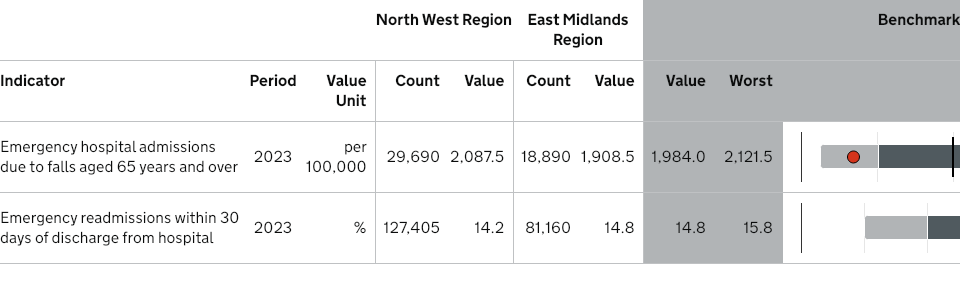 North West Region East Midlands Region Benchmark
Indicator Period Value Unit Count Value Count Value Value Worst
Emergency hospital admissions due to falls aged 65 years and over 2023 per 100,000 29,690 2,087.5 18,890 1,908.5 1,984.0 2,121.5
Emergency readmissions within 30 days of discharge from hospital 2023 % 127,405 14.2 81,160 14.8 14.8 15.8